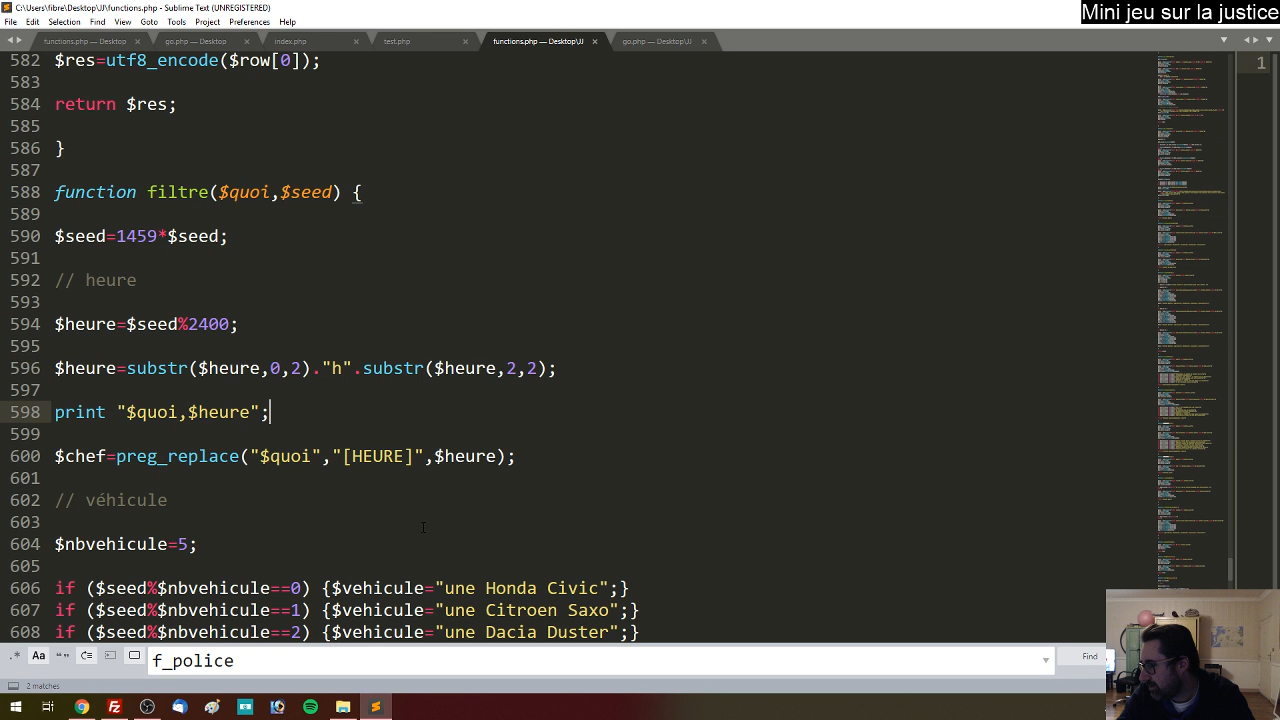 C:\Users\fibre\Desktop\JJ\functions.php - Sublime Text (UNREGISTERED)
Mini jeu sur la justice
File Edit Selection Find View Goto Tools Project Preferences Help
functions.php — Desktop × go.php — Desktop × index.php × test.php × functions.php — Desktop\JJ × go.php — Desktop\JJ ×
582 $res=utf8_encode($row[0]);
583
584 return $res;
585
586 }
587
588 function filtre($quoi,$seed) {
589
590 $seed=1459*$seed;
591
592 // heure
593
594 $heure=$seed%2400;
595
596 $heure=substr($heure,0,2)."h".substr($heure,2,2);
597
598 print "$quoi,$heure";
599
600 $chef=preg_replace("$quoi","[HEURE]",$heure);
601
602 // véhicule
603
604 $nbvehicule=5;
605
606 if ($seed%$nbvehicule==0) {$vehicule="une Honda Civic";}
607 if ($seed%$nbvehicule==1) {$vehicule="une Citroen Saxo";}
608 if ($seed%$nbvehicule==2) {$vehicule="une Dacia Duster";}
1
.* Aa “” f_police Find
2 matches